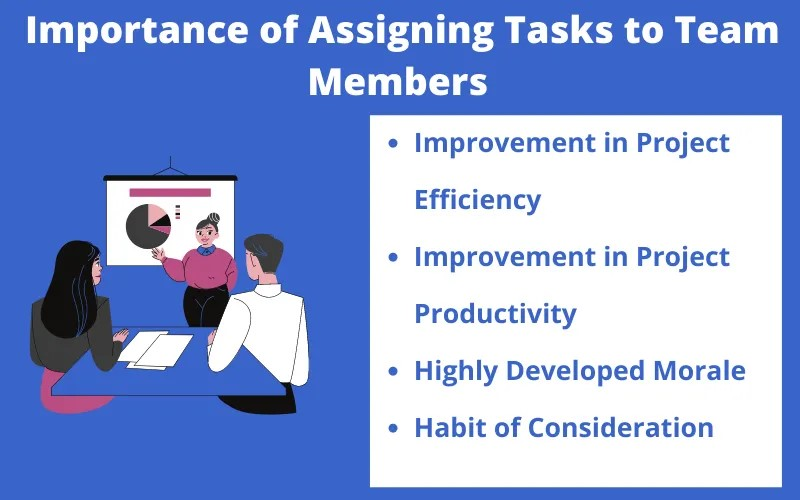 Importance of Assigning Tasks to Team
Members
• Improvement in Project
Efficiency
• Improvement in Project
Productivity
• Highly Developed Morale
• Habit of Consideration